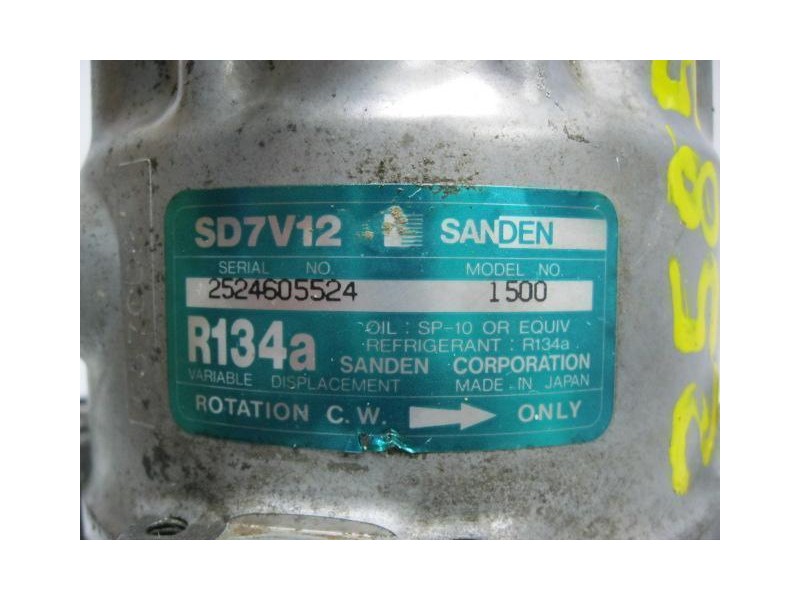 SD7V12 SANDEN
SERIAL NO. MODEL NO.
2524605524 1500
R134a OIL : SP-10 OR EQUIV
REFRIGERANT : R134a
SANDEN CORPORATION
VARIABLE DISPLACEMENT MADE IN JAPAN
ROTATION C.W. ONLY